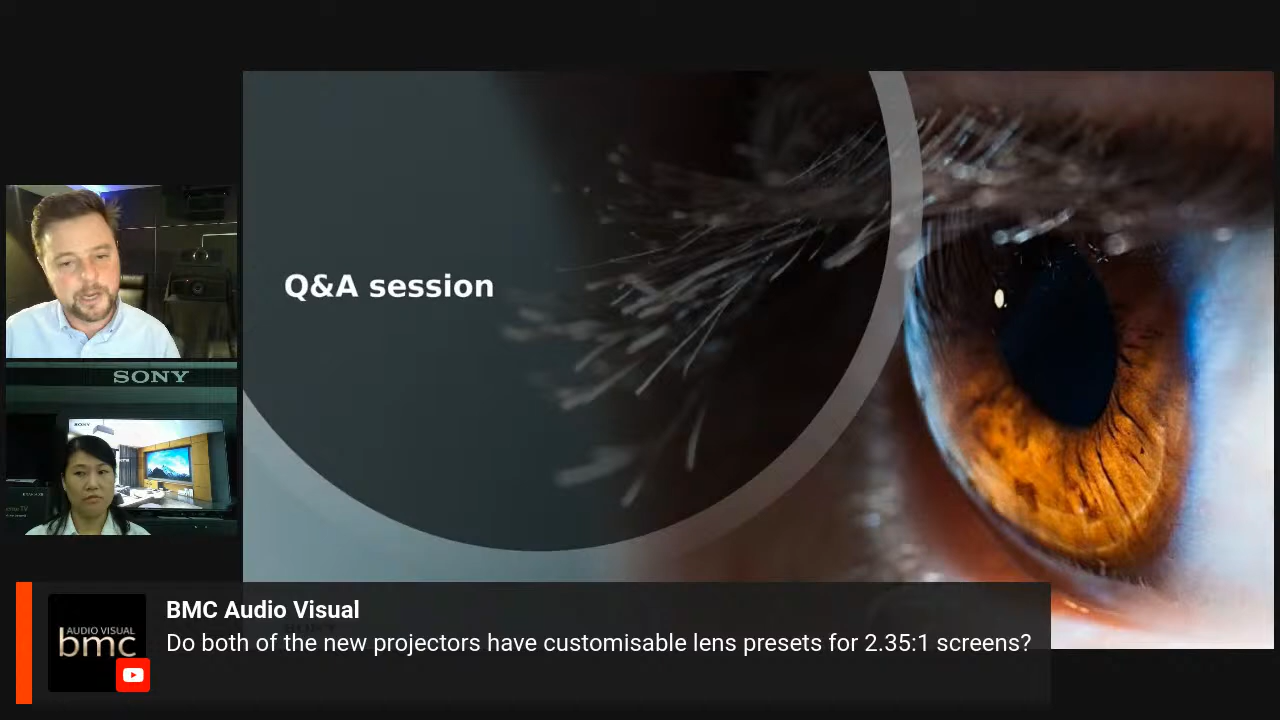 Q&A session
SONY
SONY
BMC Audio Visual
Do both of the new projectors have customisable lens presets for 2.35:1 screens?
AUDIO VISUAL
bmc